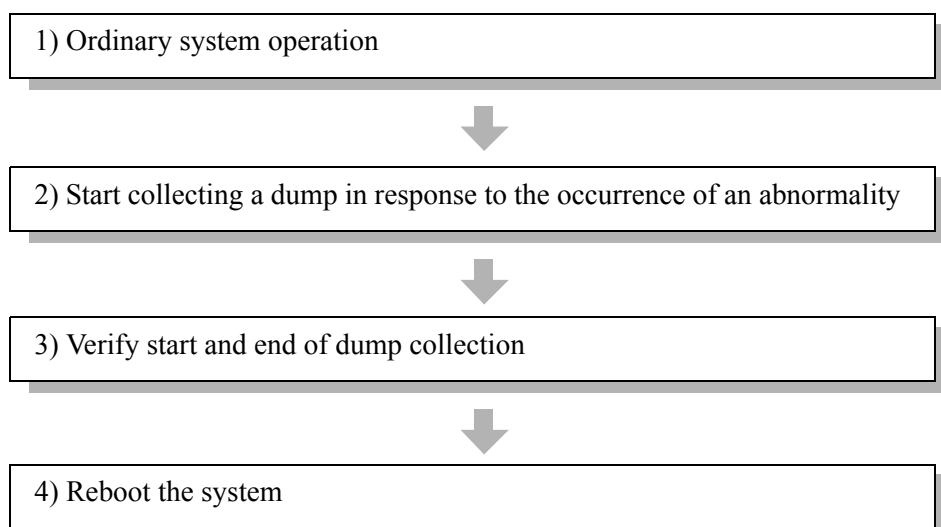 1) Ordinary system operation
2) Start collecting a dump in response to the occurrence of an abnormality
3) Verify start and end of dump collection
4) Reboot the system